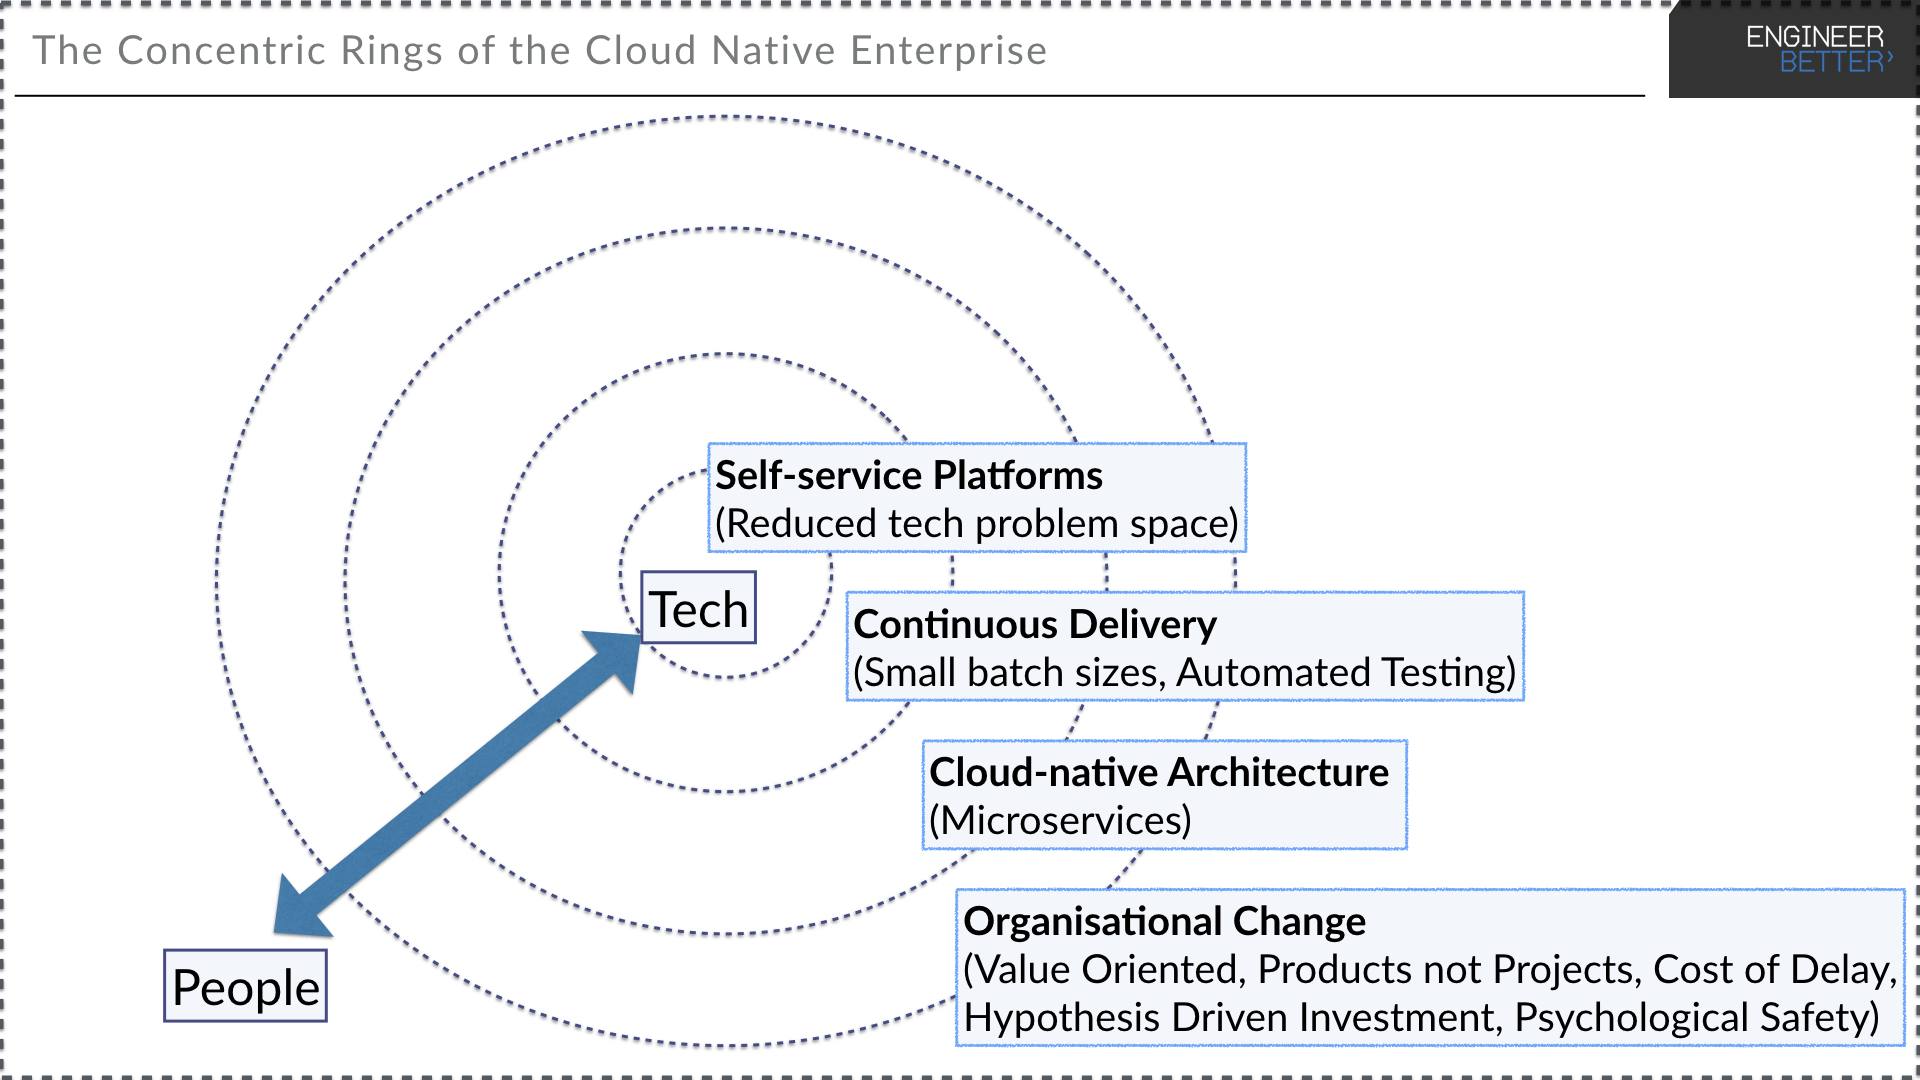 The Concentric Rings of the Cloud Native Enterprise
ENGINEER
BETTER
Self-service Platforms
(Reduced tech problem space)
Tech
Continuous Delivery
(Small batch sizes, Automated Testing)
Cloud-native Architecture
(Microservices)
Organisational Change
(Value Oriented, Products not Projects, Cost of Delay,
Hypothesis Driven Investment, Psychological Safety)
People